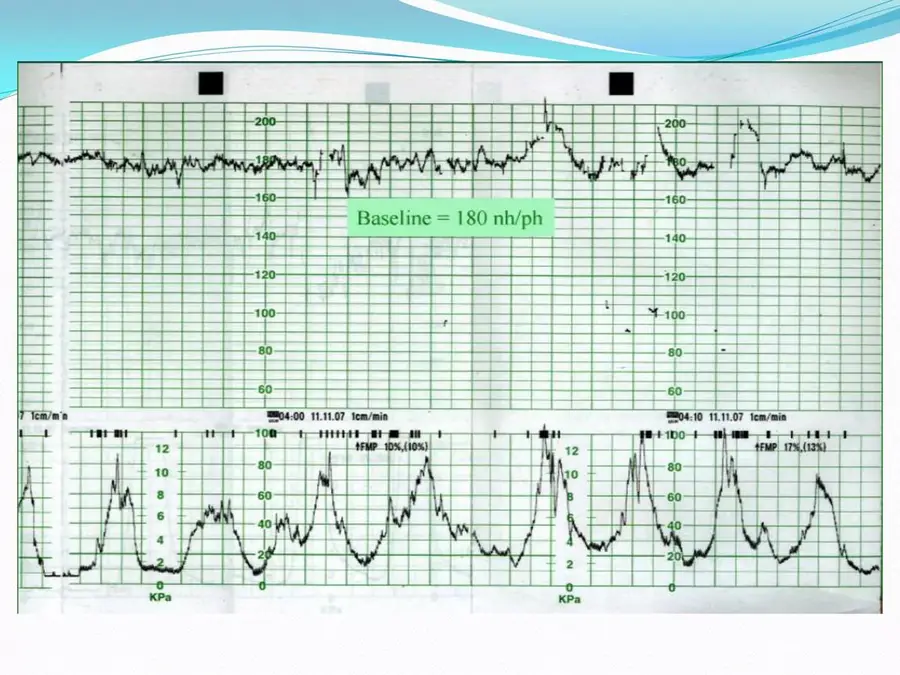 200 200
180 180
160 160
Baseline = 180 nh/ph
140 140
120 120
100 100
80 80
60 60
7 1cm/min 04:00 11.11.07 1cm/min 04:10 11.11.07 1cm/min
100 100
↑FMP 10%,(10%) ↑FMP 17%,(13%)
12 80 12 80
10 10
8 60 8 60
6 40 6 40
4 4
2 20 2 20
0 0 0 0
KPa KPa